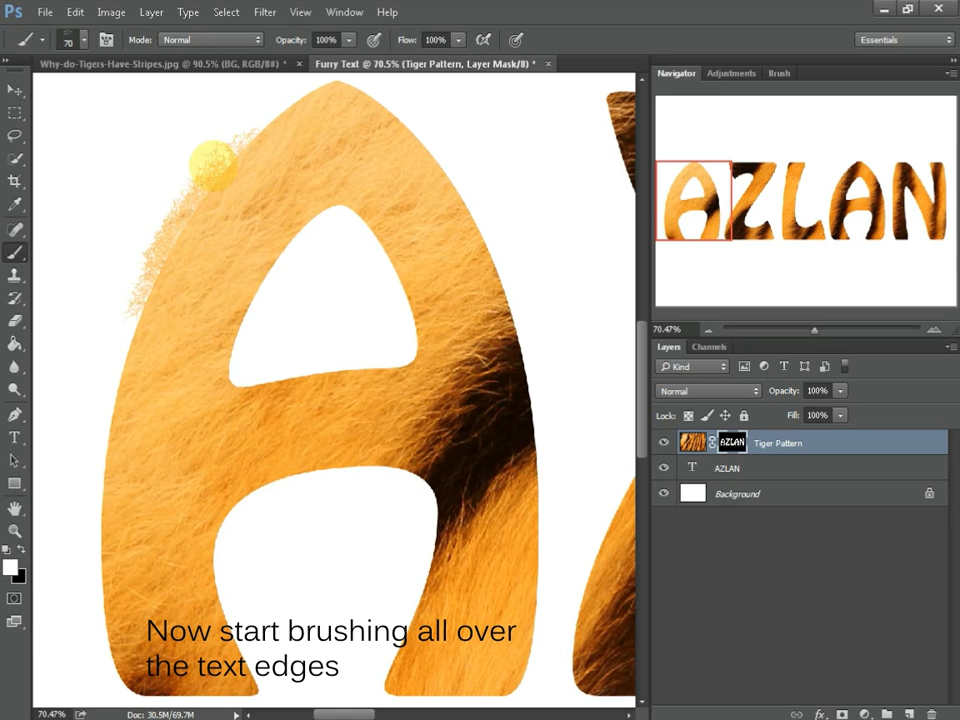 Ps File Edit Image Layer Type Select Filter 3D View Window Help
70 Mode: Normal Opacity: 100% Flow: 100% Essentials
Why-do-Tigers-Have-Stripes.jpg @ 90.5% (BG, RGB/8#) * × Furry Text @ 70.5% (Tiger Pattern, Layer Mask/8) * ×
Navigator Adjustments Brush
AZLAN
70.47%
Layers Channels
Kind
Normal Opacity: 100%
Lock: Fill: 100%
AZLAN Tiger Pattern
T AZLAN
Background
Now start brushing all over
the text edges
70.47% Doc: 30.5M/69.7M
fx